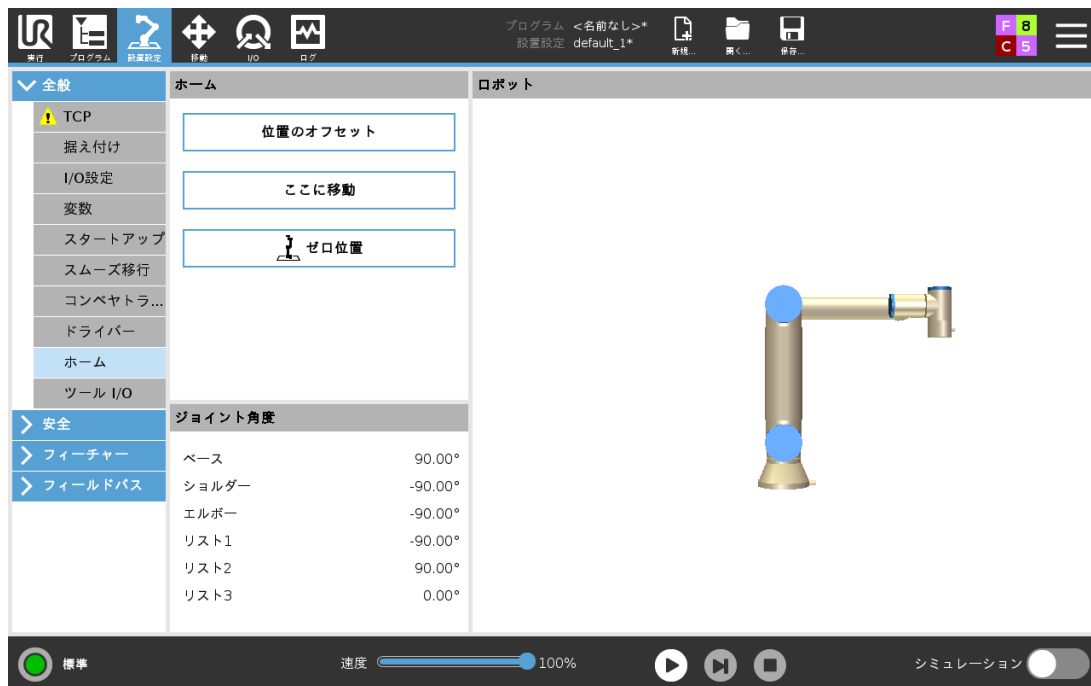 UR
実行
プログラム
設置設定
移動
I/O
ログ
プログラム <名前なし>*
設置設定 default_1*
新規...
開く...
保存...
F 8
C 5
全般
TCP
据え付け
I/O設定
変数
スタートアップ
スムーズ移行
コンベヤトラ...
ドライバー
ホーム
ツール I/O
安全
フィーチャー
フィールドバス
ホーム
位置のオフセット
ここに移動
ゼロ位置
ジョイント角度
ベース 90.00°
ショルダー -90.00°
エルボー -90.00°
リスト1 -90.00°
リスト2 90.00°
リスト3 0.00°
ロボット
標準
速度 100%
シミュレーション